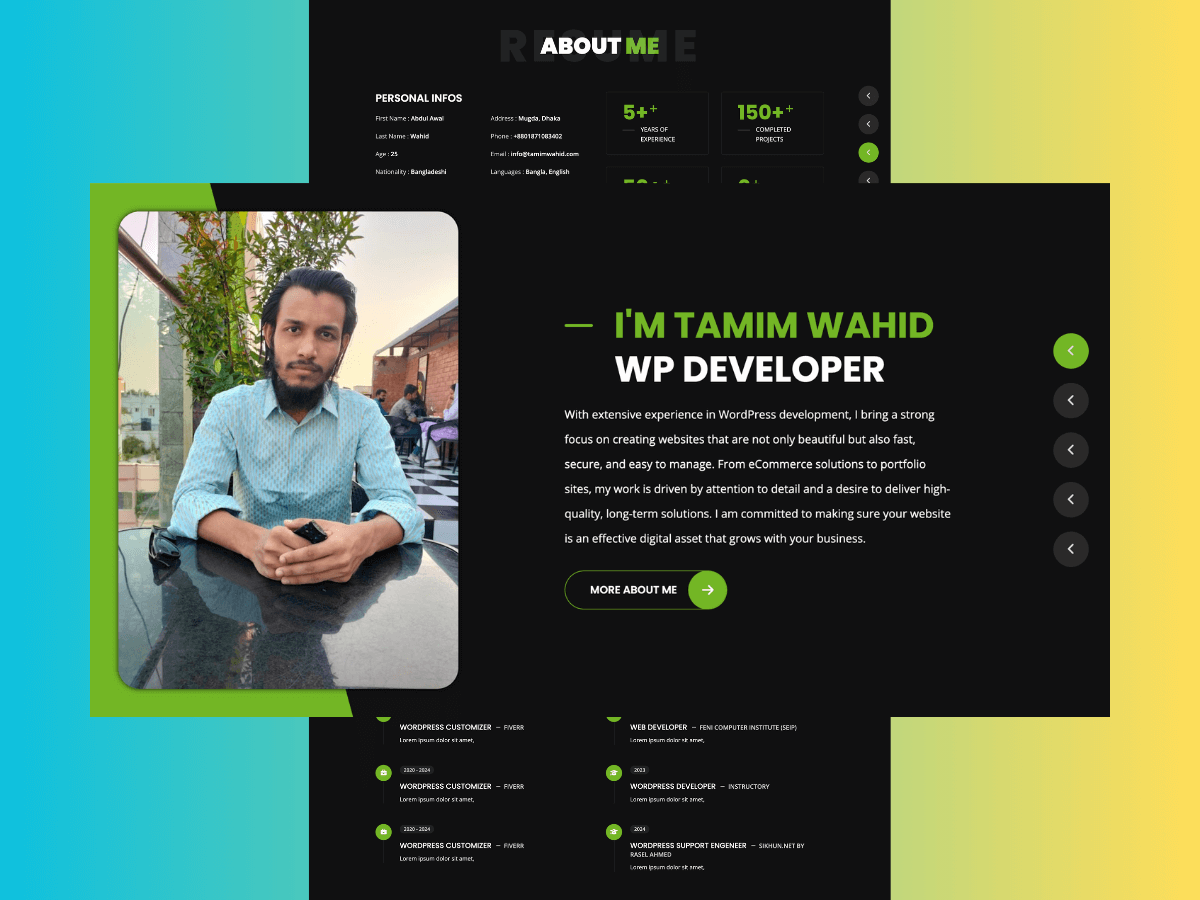 RESUME
ABOUT ME
PERSONAL INFOS
First Name : Abdul Awal
Last Name : Wahid
Age : 25
Nationality : Bangladeshi
Address : Mugda, Dhaka
Phone : +8801871083402
Email : info@tamimwahid.com
Languages : Bangla, English
5++
YEARS OF
EXPERIENCE
150++
COMPLETED
PROJECTS
I'M TAMIM WAHID
WP DEVELOPER
With extensive experience in WordPress development, I bring a strong
focus on creating websites that are not only beautiful but also fast,
secure, and easy to manage. From eCommerce solutions to portfolio
sites, my work is driven by attention to detail and a desire to deliver high-
quality, long-term solutions. I am committed to making sure your website
is an effective digital asset that grows with your business.
MORE ABOUT ME
WORDPRESS CUSTOMIZER — FIVERR
Lorem ipsum dolor sit amet,
2020 - 2024
WORDPRESS CUSTOMIZER — FIVERR
Lorem ipsum dolor sit amet,
2020 - 2024
WORDPRESS CUSTOMIZER — FIVERR
Lorem ipsum dolor sit amet,
WEB DEVELOPER — FENI COMPUTER INSTITUTE (SEIP)
Lorem ipsum dolor sit amet,
2023
WORDPRESS DEVELOPER — INSTRUCTORY
Lorem ipsum dolor sit amet,
2024
WORDPRESS SUPPORT ENGENEER — SIKHUN.NET BY
RASEL AHMED
Lorem ipsum dolor sit amet,